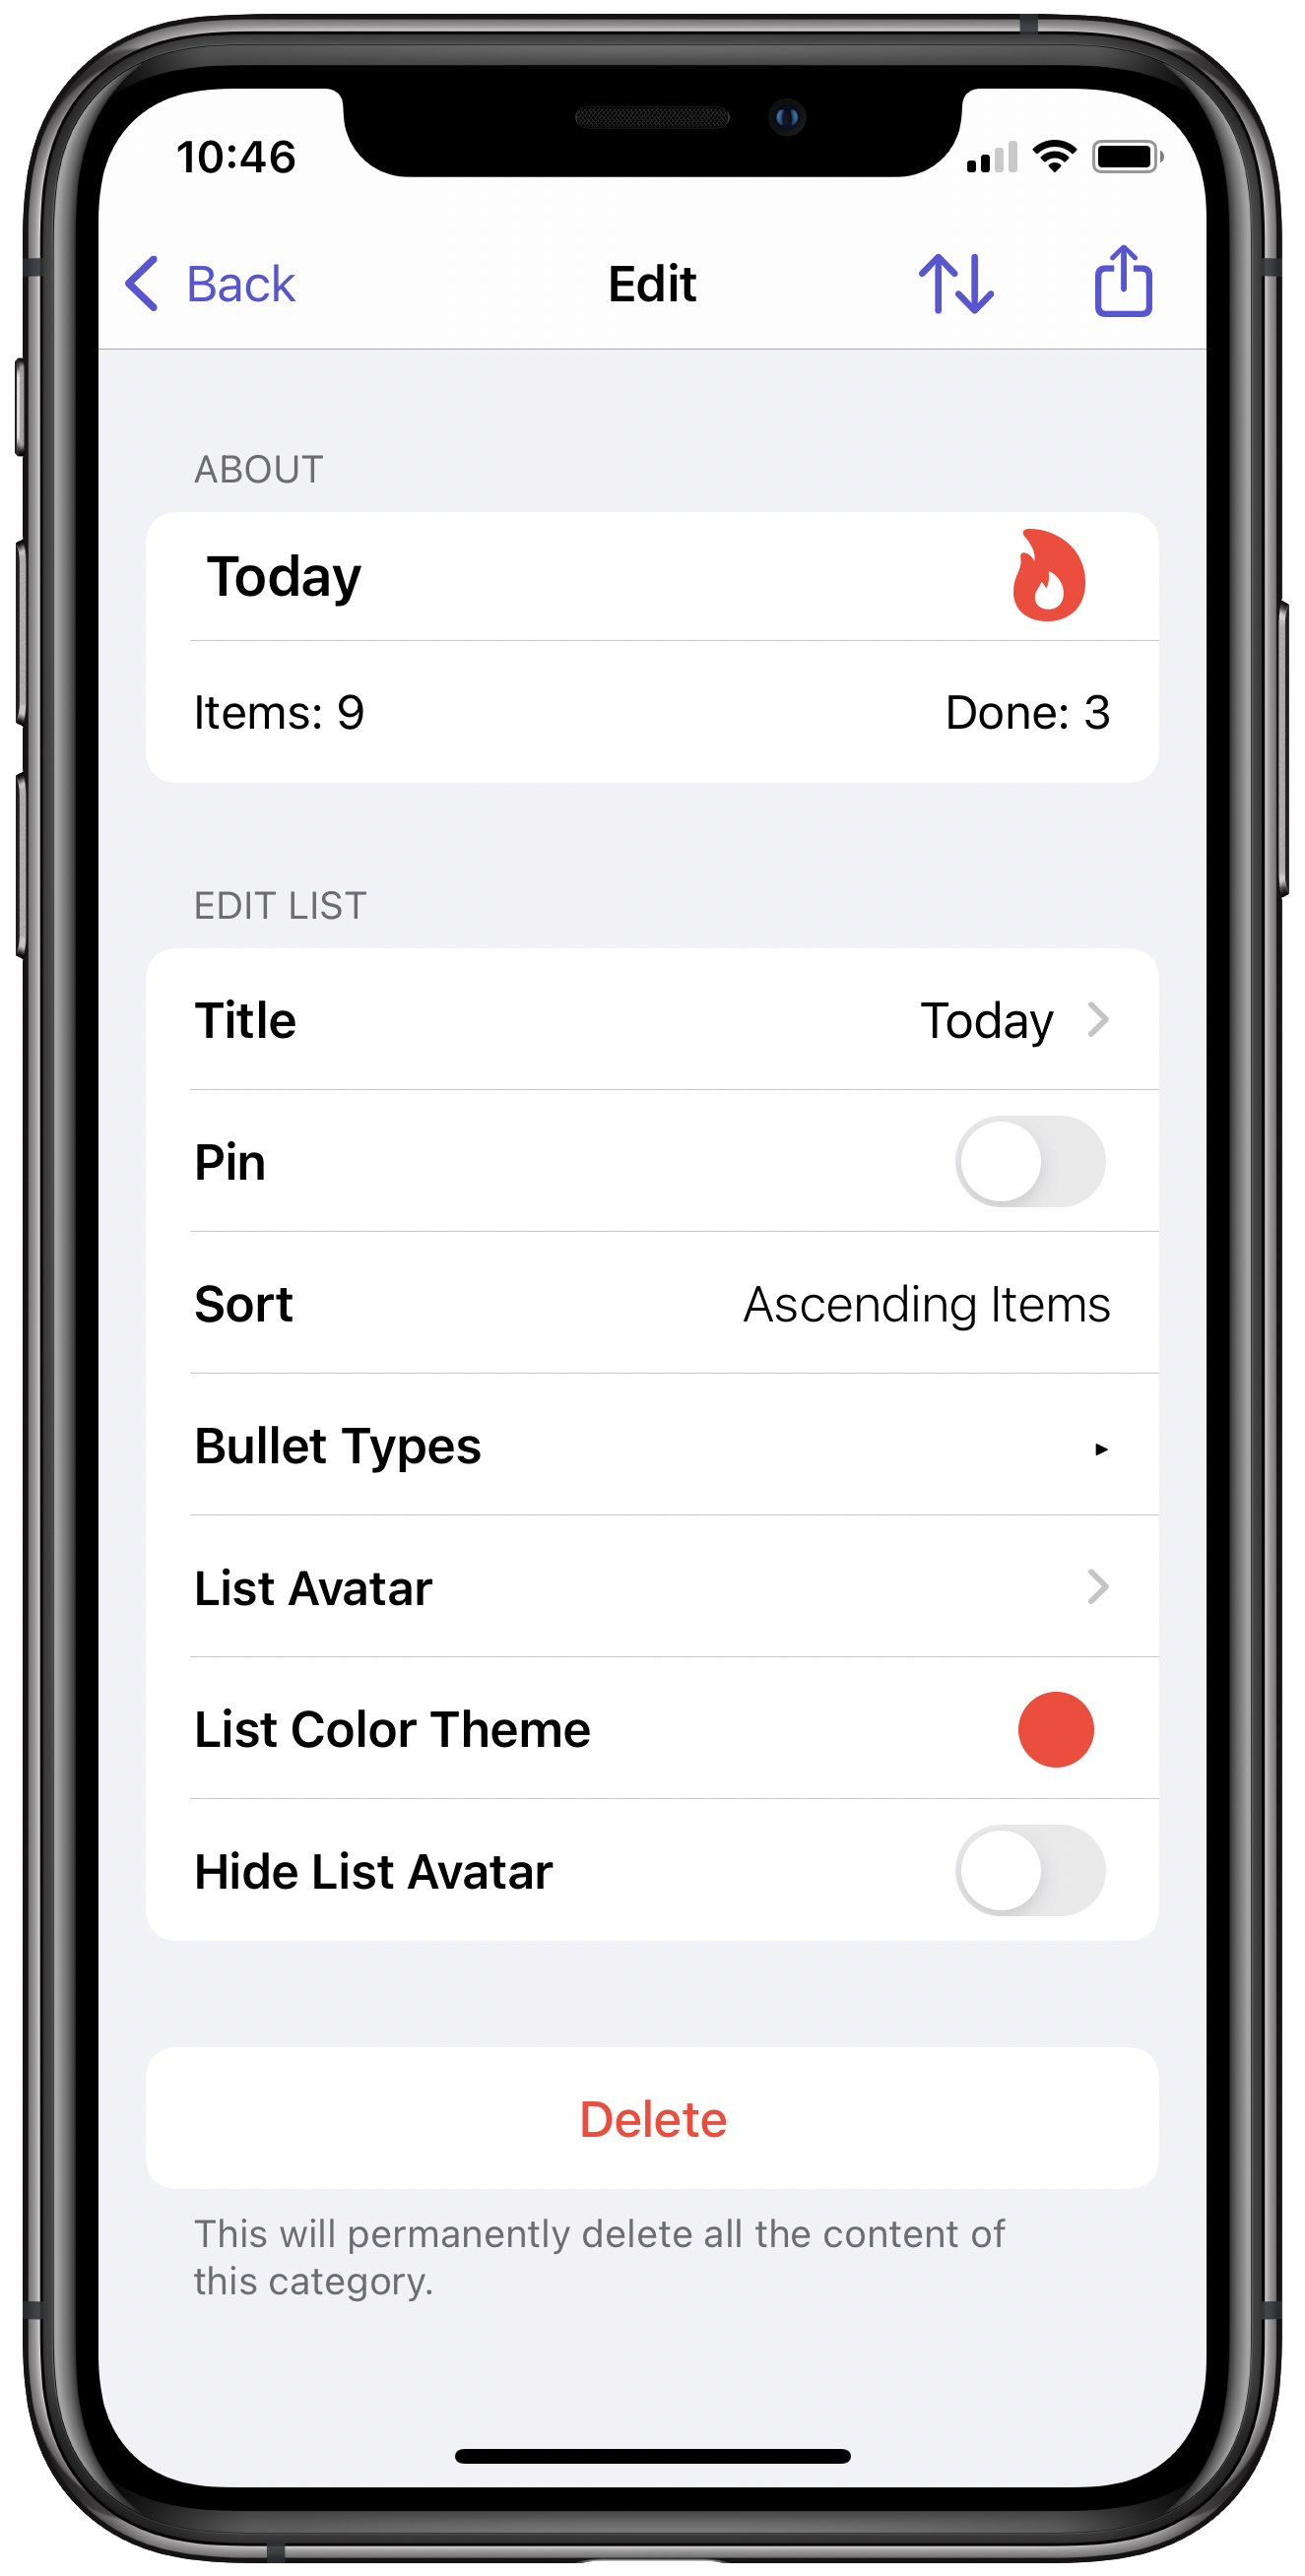 10:46
Back Edit
ABOUT
Today
Items: 9 Done: 3
EDIT LIST
Title Today
Pin
Sort Ascending Items
Bullet Types
List Avatar
List Color Theme
Hide List Avatar
Delete
This will permanently delete all the content of
this category.